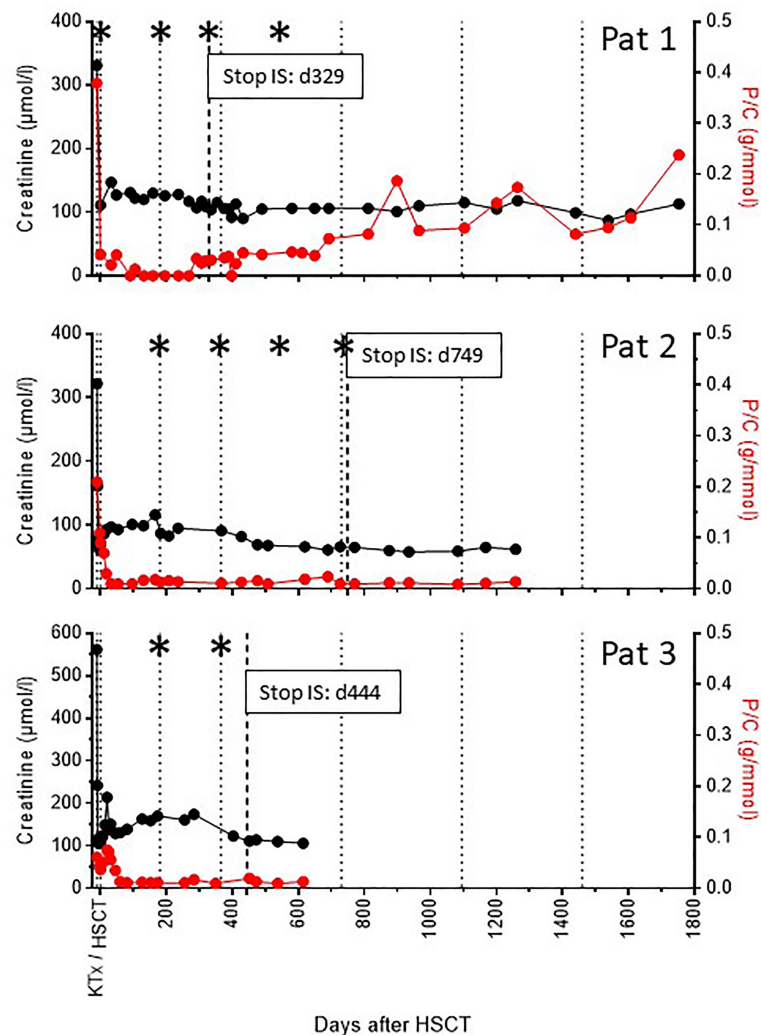 Pat 1
Creatinine (μmol/l)
400
300
200
100
0
* * * *
Stop IS: d329
0.5
0.4
0.3
0.2
0.1
0.0
P/C (g/mmol)
Pat 2
Creatinine (μmol/l)
400
300
200
100
0
* * * *
Stop IS: d749
0.5
0.4
0.3
0.2
0.1
0.0
P/C (g/mmol)
Pat 3
Creatinine (μmol/l)
600
500
400
300
200
100
0
* *
Stop IS: d444
0.5
0.4
0.3
0.2
0.1
0.0
P/C (g/mmol)
KTx / HSCT
200 400 600 800 1000 1200 1400 1600 1800
Days after HSCT